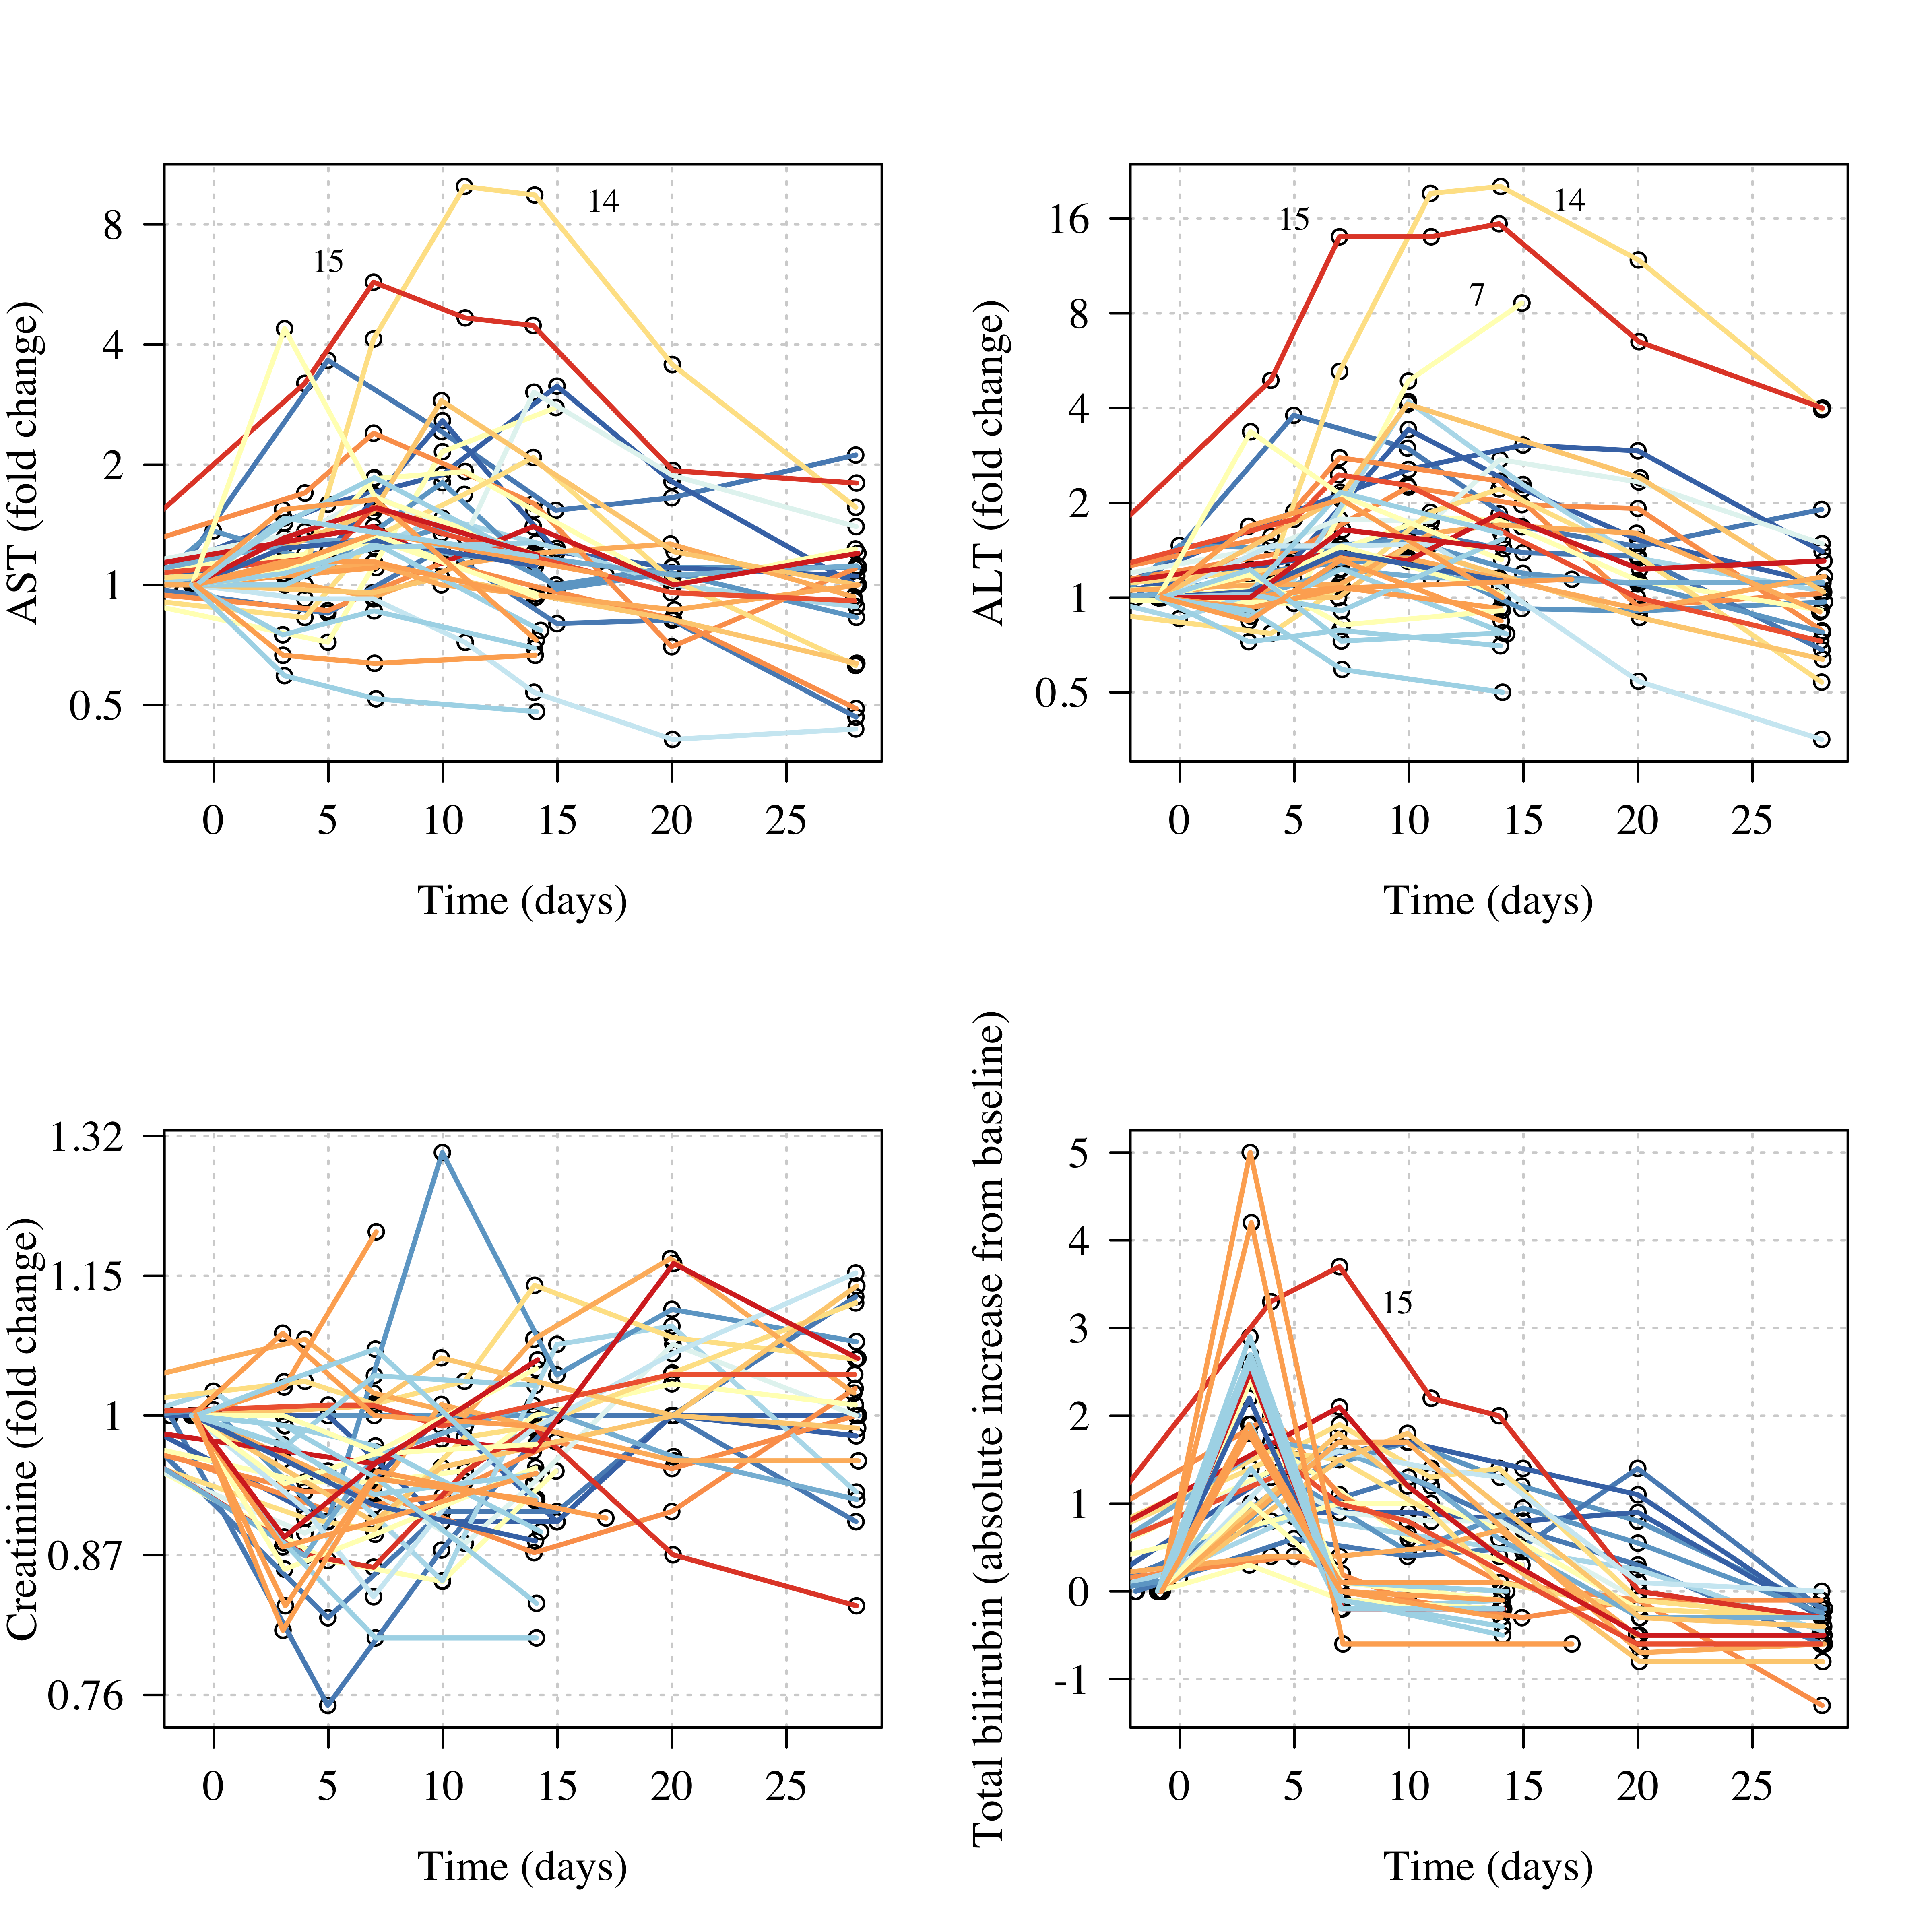 AST (fold change)
8
4
2
1
0.5
15
14
0 5 10 15 20 25
Time (days)
ALT (fold change)
16
8
4
2
1
0.5
15
14
7
0 5 10 15 20 25
Time (days)
Creatinine (fold change)
1.32
1.15
1
0.87
0.76
0 5 10 15 20 25
Time (days)
Total bilirubin (absolute increase from baseline)
5
4
3
2
1
0
-1
15
0 5 10 15 20 25
Time (days)